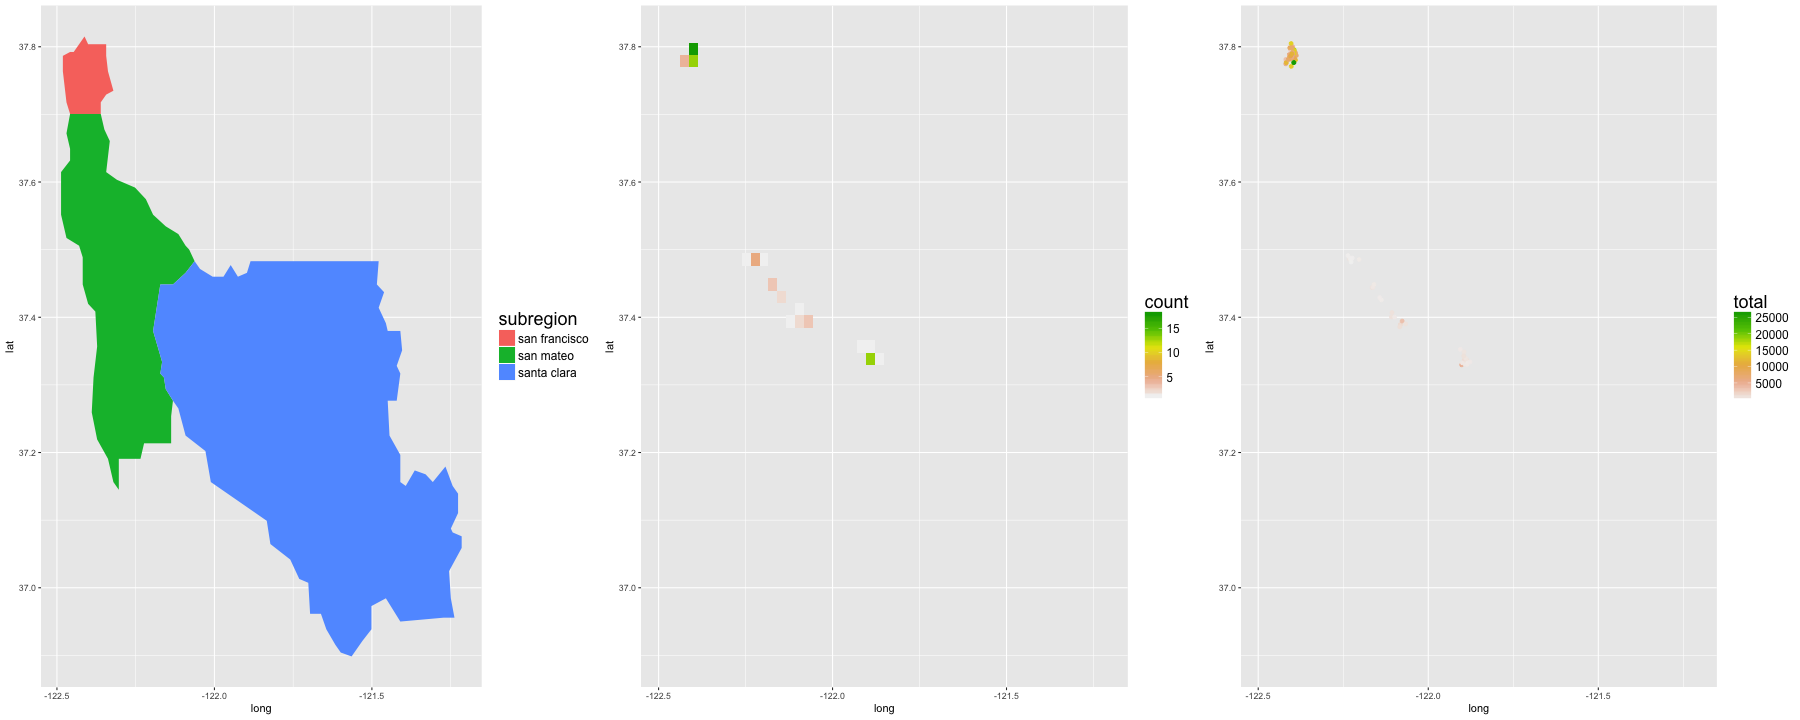 37.8
37.6
37.4
37.2
37.0
lat
-122.5
-122.0
-121.5
long
subregion
san francisco
san mateo
santa clara
37.8
37.6
37.4
37.2
37.0
lat
-122.5
-122.0
-121.5
long
count
15
10
5
37.8
37.6
37.4
37.2
37.0
lat
-122.5
-122.0
-121.5
long
total
25000
20000
15000
10000
5000